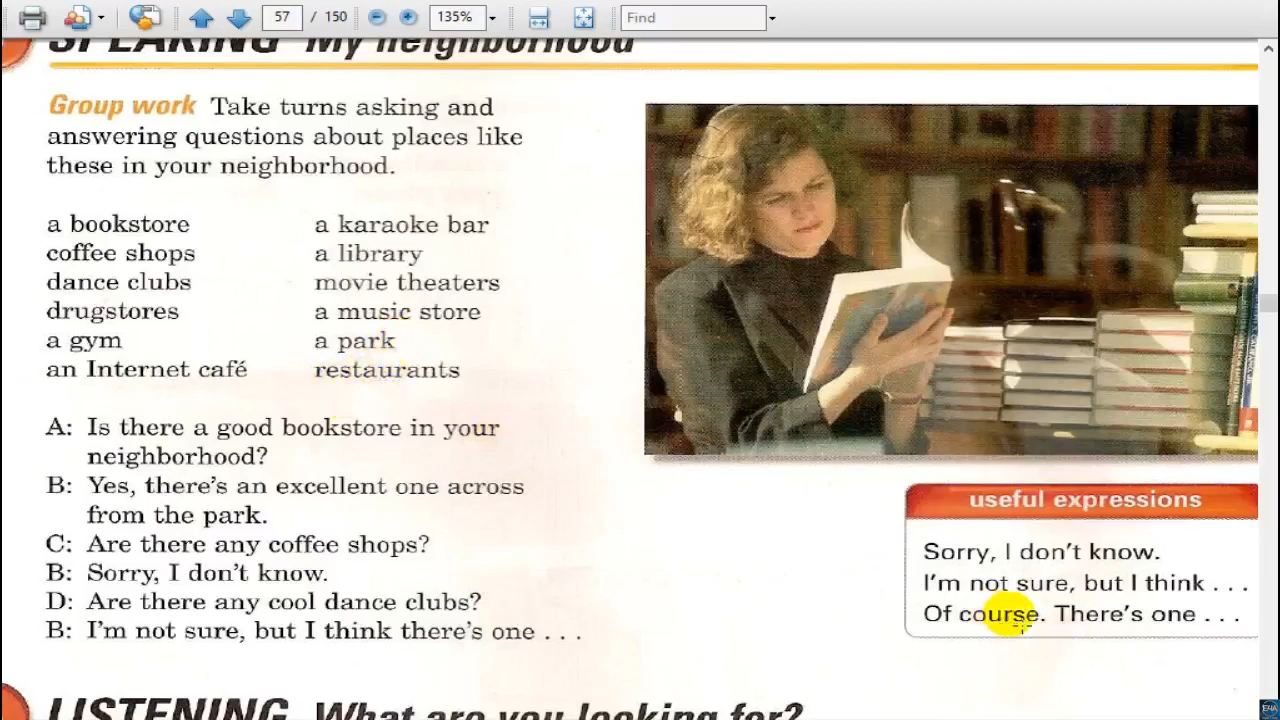 57 / 150 135% Find
SPEAKING My neighborhood
Group work Take turns asking and
answering questions about places like
these in your neighborhood.
a bookstore
coffee shops
dance clubs
drugstores
a gym
an Internet café
a karaoke bar
a library
movie theaters
a music store
a park
restaurants
A: Is there a good bookstore in your
neighborhood?
B: Yes, there's an excellent one across
from the park.
C: Are there any coffee shops?
B: Sorry, I don't know.
D: Are there any cool dance clubs?
B: I'm not sure, but I think there's one . . .
useful expressions
Sorry, I don't know.
I'm not sure, but I think . . .
Of course. There's one . . .
LISTENING What are you looking for?